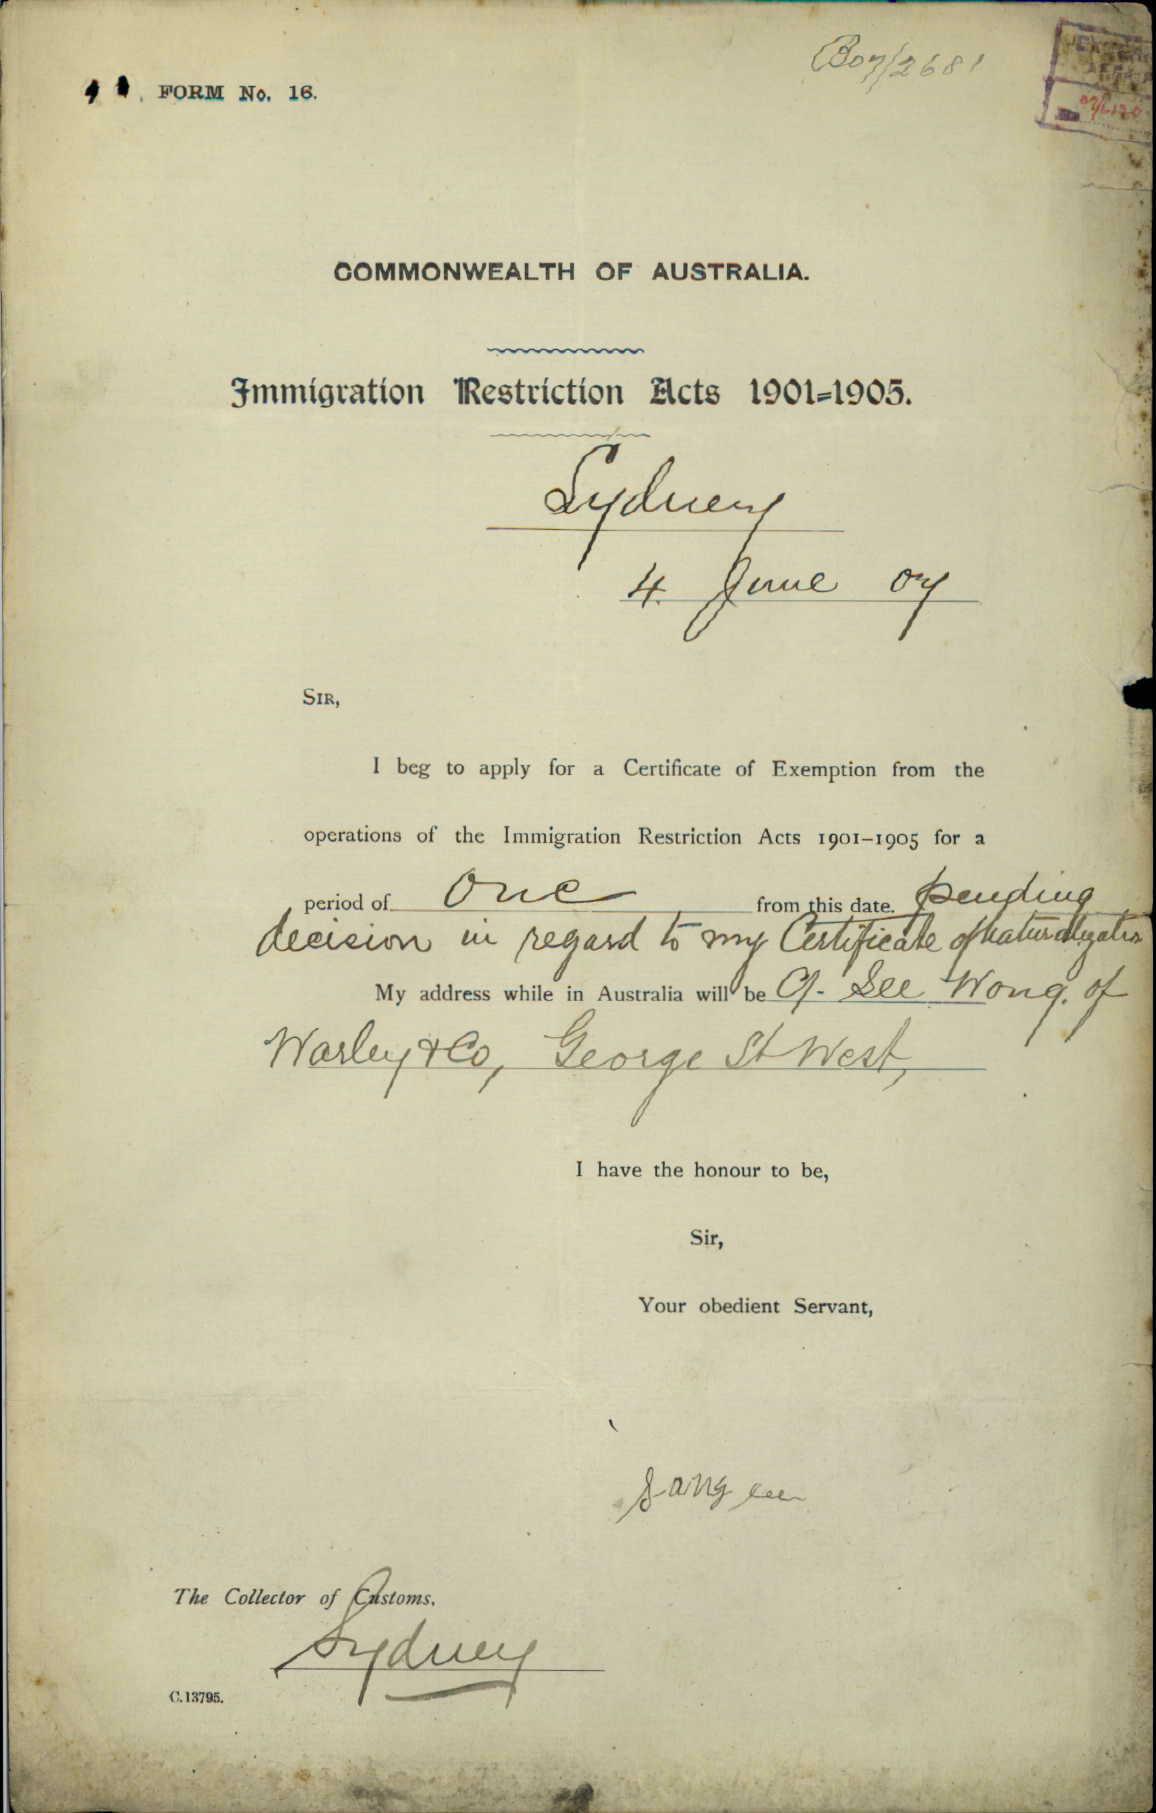 B07/2681
FORM No. 16.
COMMONWEALTH OF AUSTRALIA.
Immigration Restriction Acts 1901-1905.
Sydney
4 June 07
SIR,
I beg to apply for a Certificate of Exemption from the
operations of the Immigration Restriction Acts 1901-1905 for a
period of one from this date. pending
decision in regard to my Certificate of Naturalization
My address while in Australia will be C/- See Wong. of
Warley & Co, George St West,
I have the honour to be,
Sir,
Your obedient Servant,
The Collector of Customs.
Sydney
C.13795.